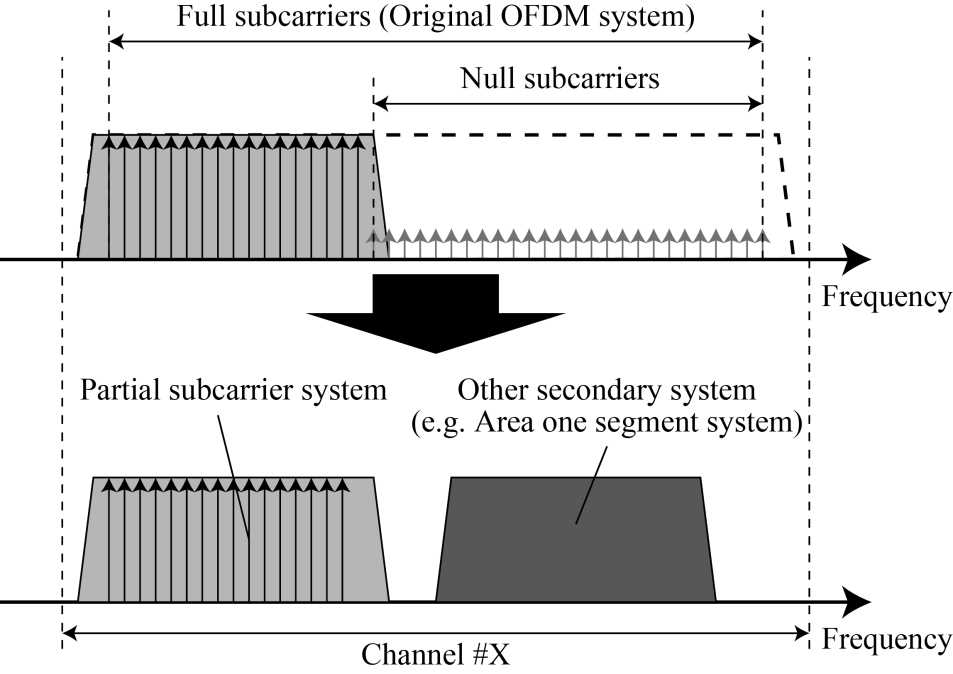 Full subcarriers (Original OFDM system)
Null subcarriers
Frequency
Partial subcarrier system
Other secondary system
(e.g. Area one segment system)
Frequency
Channel #X